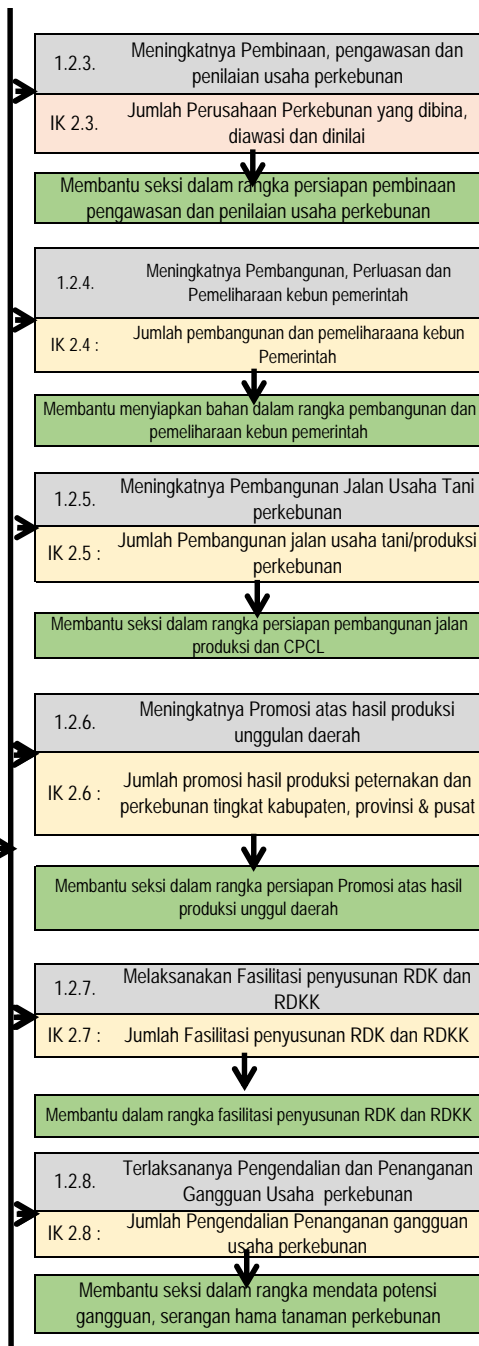 1.2.3. Meningkatnya Pembinaan, pengawasan dan
penilaian usaha perkebunan
IK 2.3. Jumlah Perusahaan Perkebunan yang dibina,
diawasi dan dinilai
Membantu seksi dalam rangka persiapan pembinaan
pengawasan dan penilaian usaha perkebunan
1.2.4. Meningkatnya Pembangunan, Perluasan dan
Pemeliharaan kebun pemerintah
IK 2.4 : Jumlah pembangunan dan pemeliharaana kebun
Pemerintah
Membantu menyiapkan bahan dalam rangka pembangunan dan
pemeliharaan kebun pemerintah
1.2.5. Meningkatnya Pembangunan Jalan Usaha Tani
perkebunan
IK 2.5 : Jumlah Pembangunan jalan usaha tani/produksi
perkebunan
Membantu seksi dalam rangka persiapan pembangunan jalan
produksi dan CPCL
1.2.6. Meningkatnya Promosi atas hasil produksi
unggulan daerah
IK 2.6 : Jumlah promosi hasil produksi peternakan dan
perkebunan tingkat kabupaten, provinsi & pusat
Membantu seksi dalam rangka persiapan Promosi atas hasil
produksi unggul daerah
1.2.7. Melaksanakan Fasilitasi penyusunan RDK dan
RDKK
IK 2.7 : Jumlah Fasilitasi penyusunan RDK dan RDKK
Membantu dalam rangka fasilitasi penyusunan RDK dan RDKK
1.2.8. Terlaksananya Pengendalian dan Penanganan
Gangguan Usaha perkebunan
IK 2.8 : Jumlah Pengendalian Penanganan gangguan
usaha perkebunan
Membantu seksi dalam rangka mendata potensi
gangguan, serangan hama tanaman perkebunan